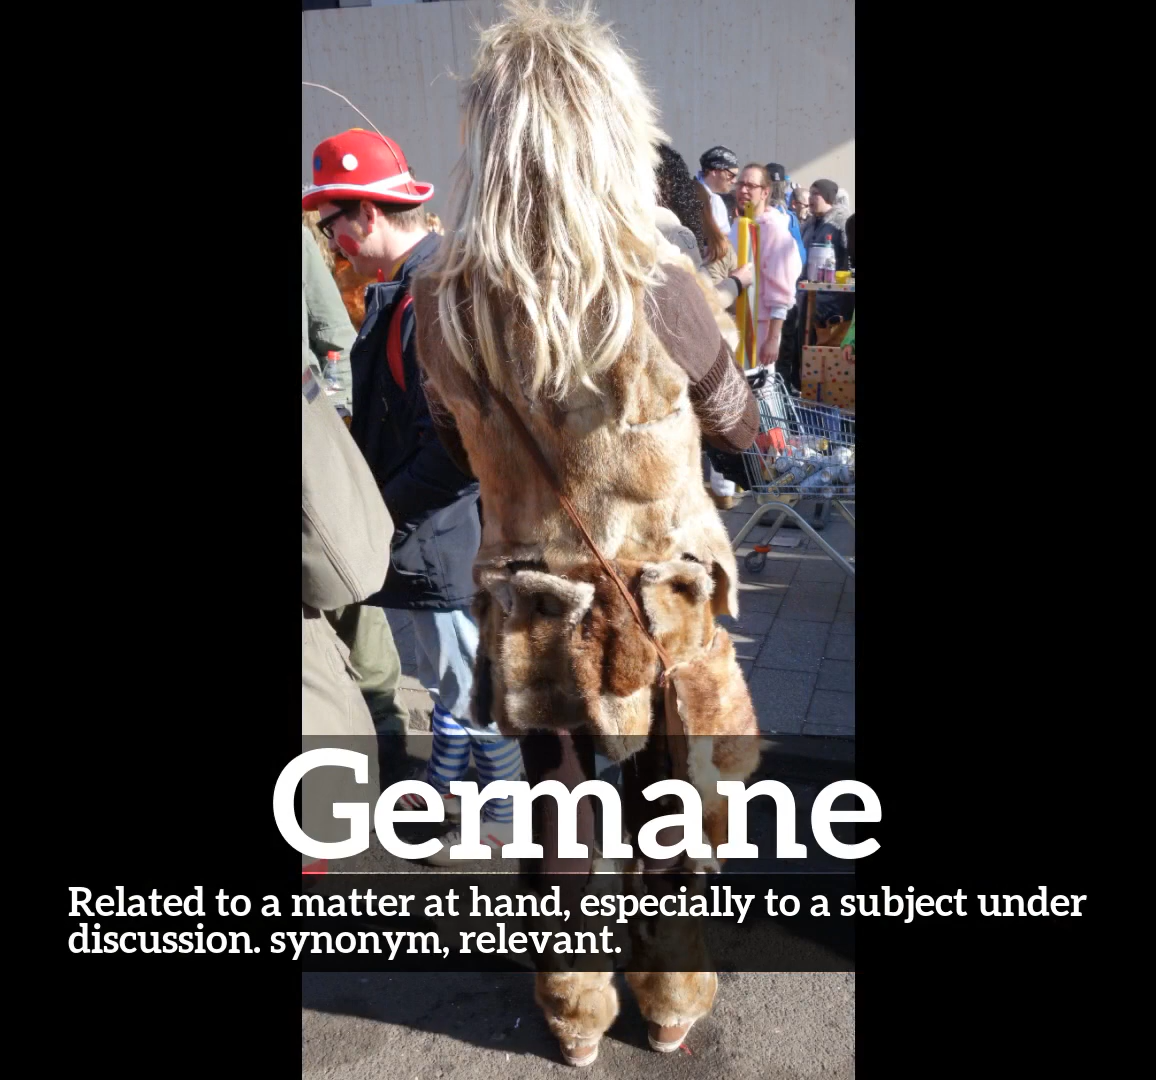 Germane
Related to a matter at hand, especially to a subject under
discussion. synonym, relevant.